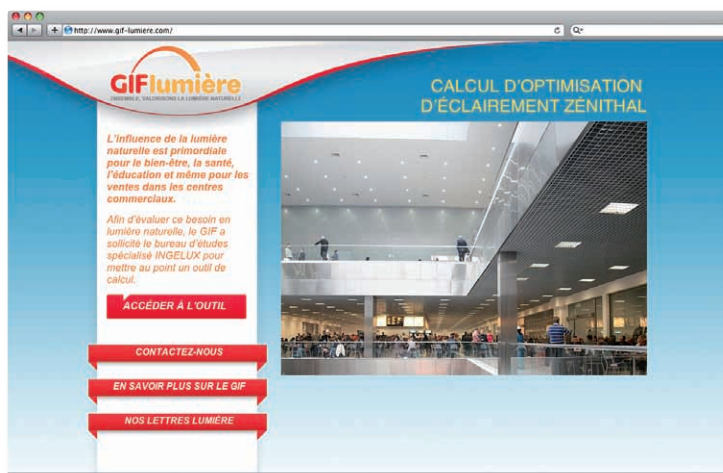 http://www.gif-lumiere.com/
GIFlumière
ENSEMBLE, VALORISONS LA LUMIÈRE NATURELLE
CALCUL D'OPTIMISATION
D'ÉCLAIREMENT ZÉNITHAL
L'influence de la lumière
naturelle est primordiale
pour le bien-être, la santé,
l'éducation et même pour les
ventes dans les centres
commerciaux.
Afin d'évaluer ce besoin en
lumière naturelle, le GIF a
sollicité le bureau d'études
spécialisé INGELUX pour
mettre au point un outil de
calcul.
ACCÉDER À L'OUTIL
CONTACTEZ-NOUS
EN SAVOIR PLUS SUR LE GIF
NOS LETTRES LUMIÈRE